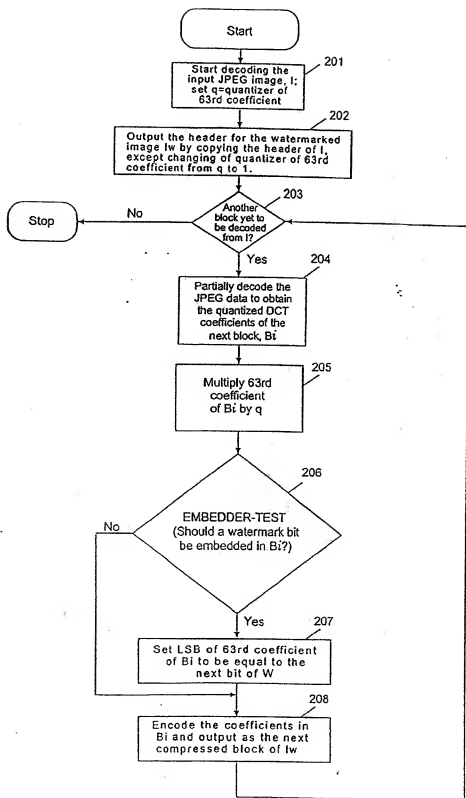 Start
201
Start decoding the
input JPEG image, I;
set q=quantizer of
63rd coefficient
202
Output the header for the watermarked
image Iw by copying the header of I,
except changing of quantizer of 63rd
coefficient from q to 1.
203
Another
block yet to
be decoded
from I?
No
Stop
Yes
204
Partially decode the
JPEG data to obtain
the quantized DCT
coefficients of the
next block, Bi
205
Multiply 63rd
coefficient
of Bi by q
206
EMBEDDER-TEST
(Should a watermark bit
be embedded in Bi?)
No
Yes
207
Set LSB of 63rd coefficient
of Bi to be equal to the
next bit of W
208
Encode the coefficients in
Bi and output as the next
compressed block of Iw